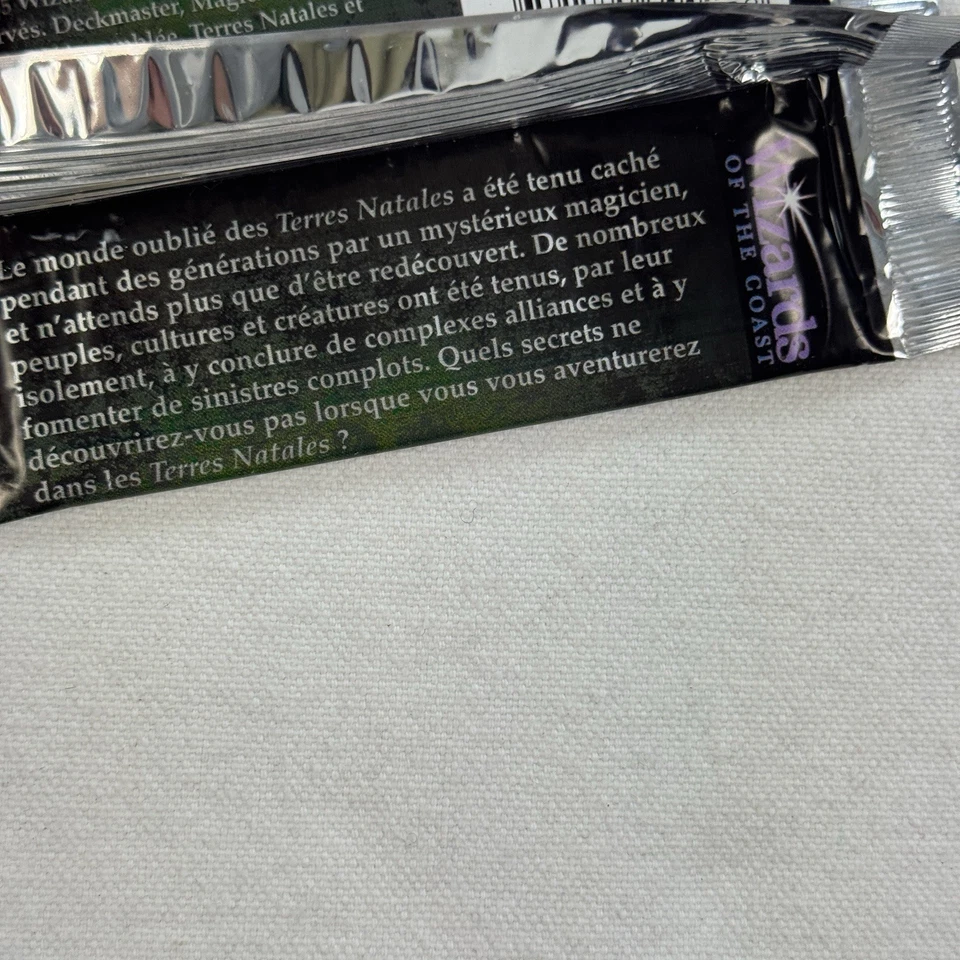 Deckmaster,
Terres Natales et
Le monde oublié des Terres Natales a été tenu caché
pendant des générations par un mystérieux magicien,
et n'attends plus que d'être redécouvert. De nombreux
peuples, cultures et créatures ont été tenus, par leur
isolement, à y conclure de complexes alliances et à y
fomenter de sinistres complots. Quels secrets ne
découvrirez-vous pas lorsque vous vous aventurerez
dans les Terres Natales ?
Wizards
OF THE COAST